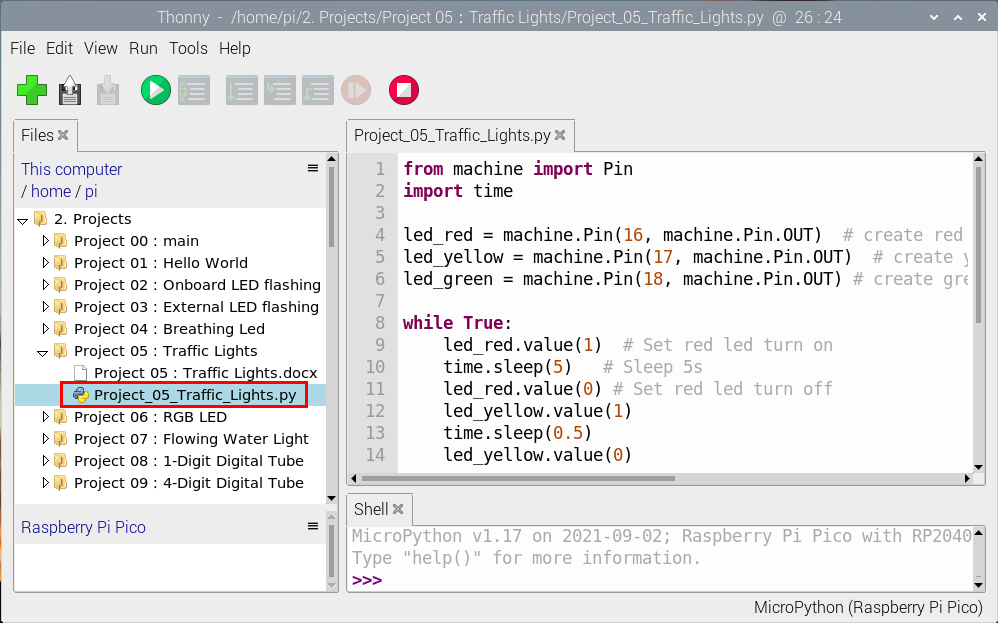 Thonny - /home/pi/2. Projects/Project 05 : Traffic Lights/Project_05_Traffic_Lights.py @ 26 : 24
File Edit View Run Tools Help
Files
This computer
/ home / pi
2. Projects
Project 00 : main
Project 01 : Hello World
Project 02 : Onboard LED flashing
Project 03 : External LED flashing
Project 04 : Breathing Led
Project 05 : Traffic Lights
Project 05 : Traffic Lights.docx
Project_05_Traffic_Lights.py
Project 06 : RGB LED
Project 07 : Flowing Water Light
Project 08 : 1-Digit Digital Tube
Project 09 : 4-Digit Digital Tube
Raspberry Pi Pico
Project_05_Traffic_Lights.py
1 from machine import Pin
2 import time
3
4 led_red = machine.Pin(16, machine.Pin.OUT)  # create red
5 led_yellow = machine.Pin(17, machine.Pin.OUT)  # create y
6 led_green = machine.Pin(18, machine.Pin.OUT) # create gre
7
8 while True:
9     led_red.value(1)  # Set red led turn on
10     time.sleep(5)   # Sleep 5s
11     led_red.value(0) # Set red led turn off
12     led_yellow.value(1)
13     time.sleep(0.5)
14     led_yellow.value(0)
Shell
MicroPython v1.17 on 2021-09-02; Raspberry Pi Pico with RP2040
Type "help()" for more information.
>>>
MicroPython (Raspberry Pi Pico)